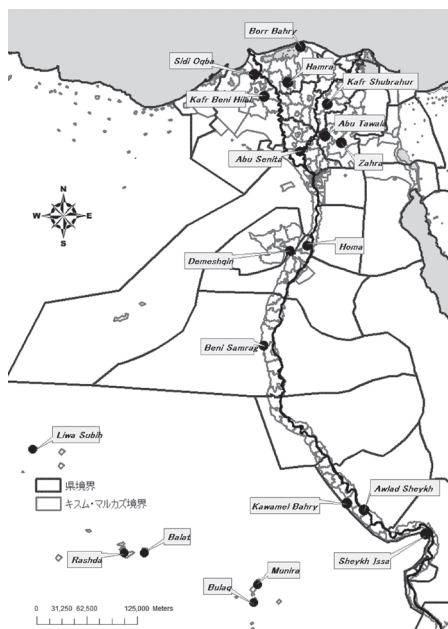 Borr Bahry
Sidi Oqba
Hamra
Kafr Shubrahur
Kafr Beni Hilal
Abu Tawala
Abu Senita
Zahra
N
W
E
S
Homa
Demeshqin
Beni Samrag
Liwa Subih
県境界
キスム・マルカズ境界
Awlad Sheykh
Kawamel Bahry
Balat
Rashda
Sheykh Issa
Munira
Bulaq
0 31,250 62,500 125,000 Meters